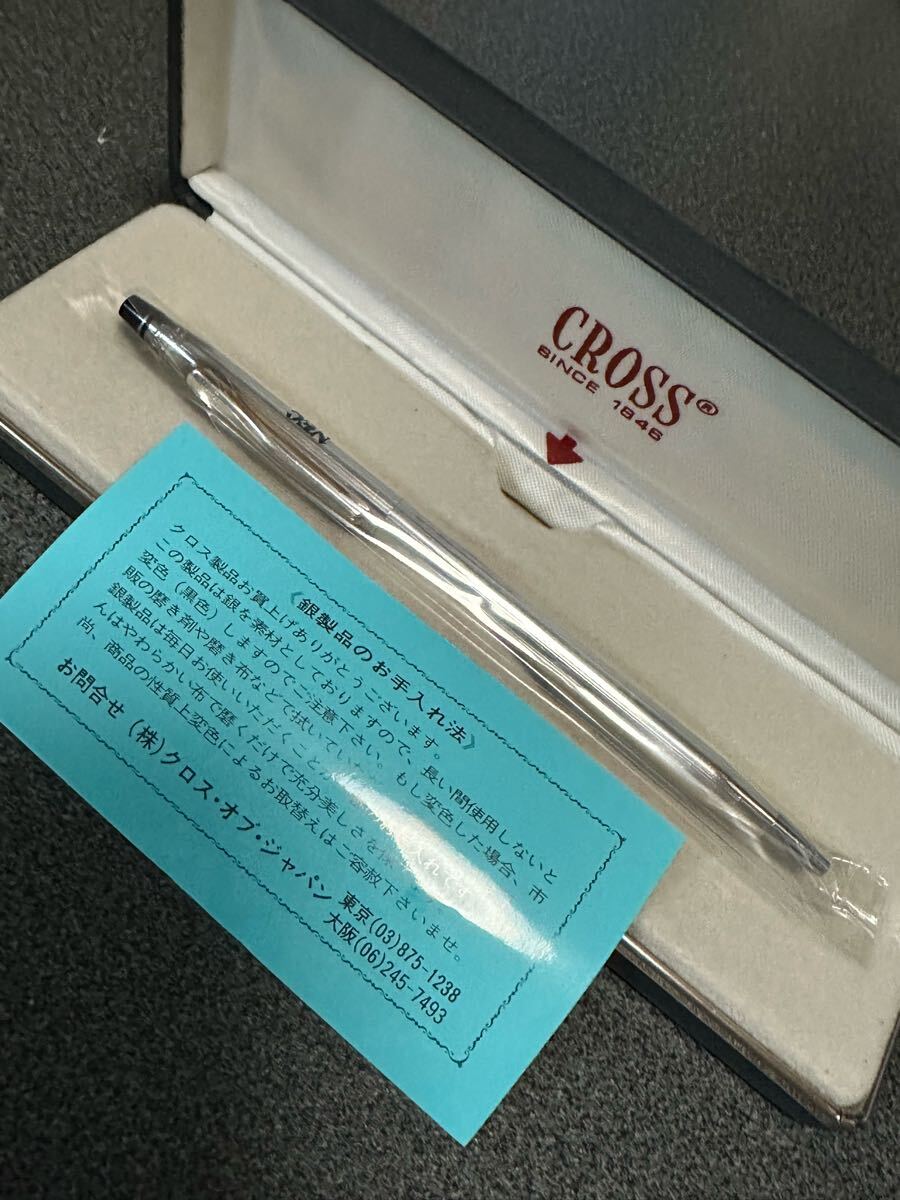 CROSS®
SINCE 1846
《銀製品のお手入れ法》
クロス製品お買上げありがとうございます。
この製品は銀を素材としておりますので、長い間使用しないと
変色(黒色)しますのでご注意下さい。もし変色した場合、市
販の磨き剤や磨き布などで拭いていた
銀製品は毎日お使いいただくことが
んはやわらかい布で磨くだけで充分美しさを保
尚、商品の性質上変色によるお取替えはご容赦下さいませ。
お問合せ (株)クロス・オブ・ジャパン 東京(03)875-1238
大阪(06)245-7493